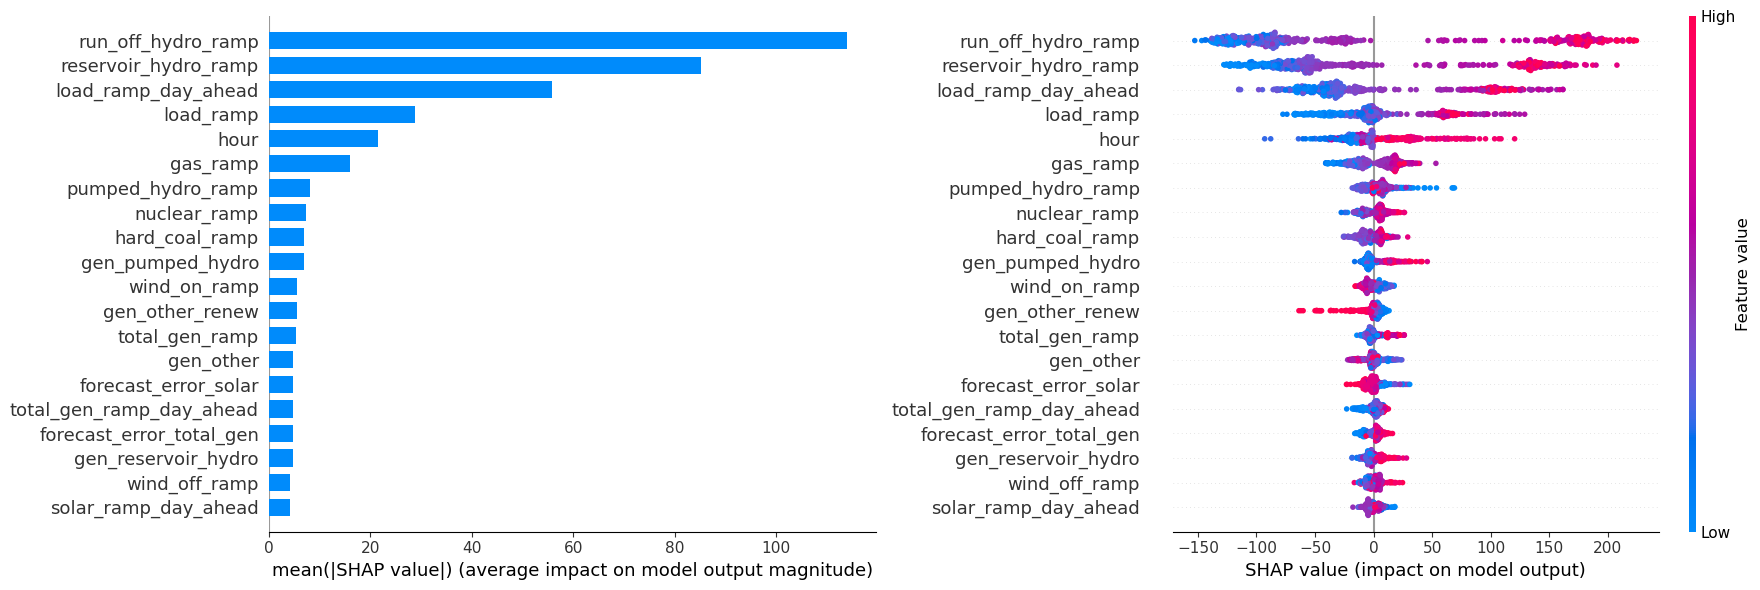 run_off_hydro_ramp
reservoir_hydro_ramp
load_ramp_day_ahead
load_ramp
hour
gas_ramp
pumped_hydro_ramp
nuclear_ramp
hard_coal_ramp
gen_pumped_hydro
wind_on_ramp
gen_other_renew
total_gen_ramp
gen_other
forecast_error_solar
total_gen_ramp_day_ahead
forecast_error_total_gen
gen_reservoir_hydro
wind_off_ramp
solar_ramp_day_ahead
0 20 40 60 80 100
mean(|SHAP value|) (average impact on model output magnitude)
run_off_hydro_ramp
reservoir_hydro_ramp
load_ramp_day_ahead
load_ramp
hour
gas_ramp
pumped_hydro_ramp
nuclear_ramp
hard_coal_ramp
gen_pumped_hydro
wind_on_ramp
gen_other_renew
total_gen_ramp
gen_other
forecast_error_solar
total_gen_ramp_day_ahead
forecast_error_total_gen
gen_reservoir_hydro
wind_off_ramp
solar_ramp_day_ahead
−150 −100 −50 0 50 100 150 200
SHAP value (impact on model output)
High
Low
Feature value